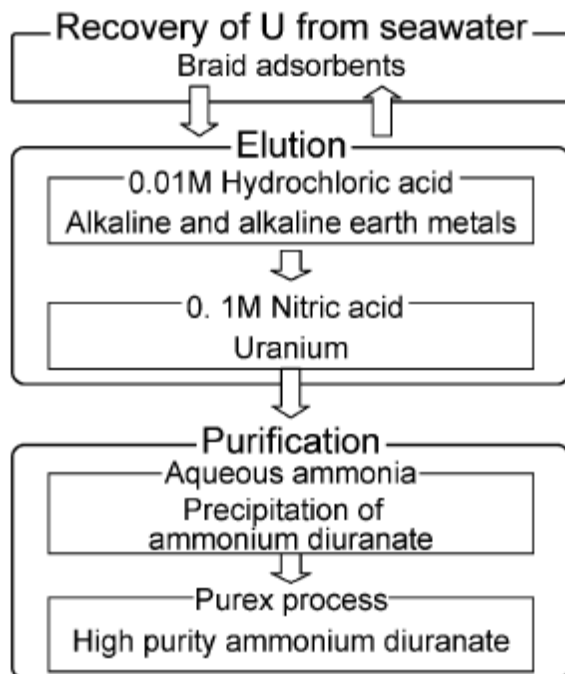 Recovery of U from seawater
Braid adsorbents
Elution
0.01M Hydrochloric acid
Alkaline and alkaline earth metals
0. 1M Nitric acid
Uranium
Purification
Aqueous ammonia
Precipitation of
ammonium diuranate
Purex process
High purity ammonium diuranate